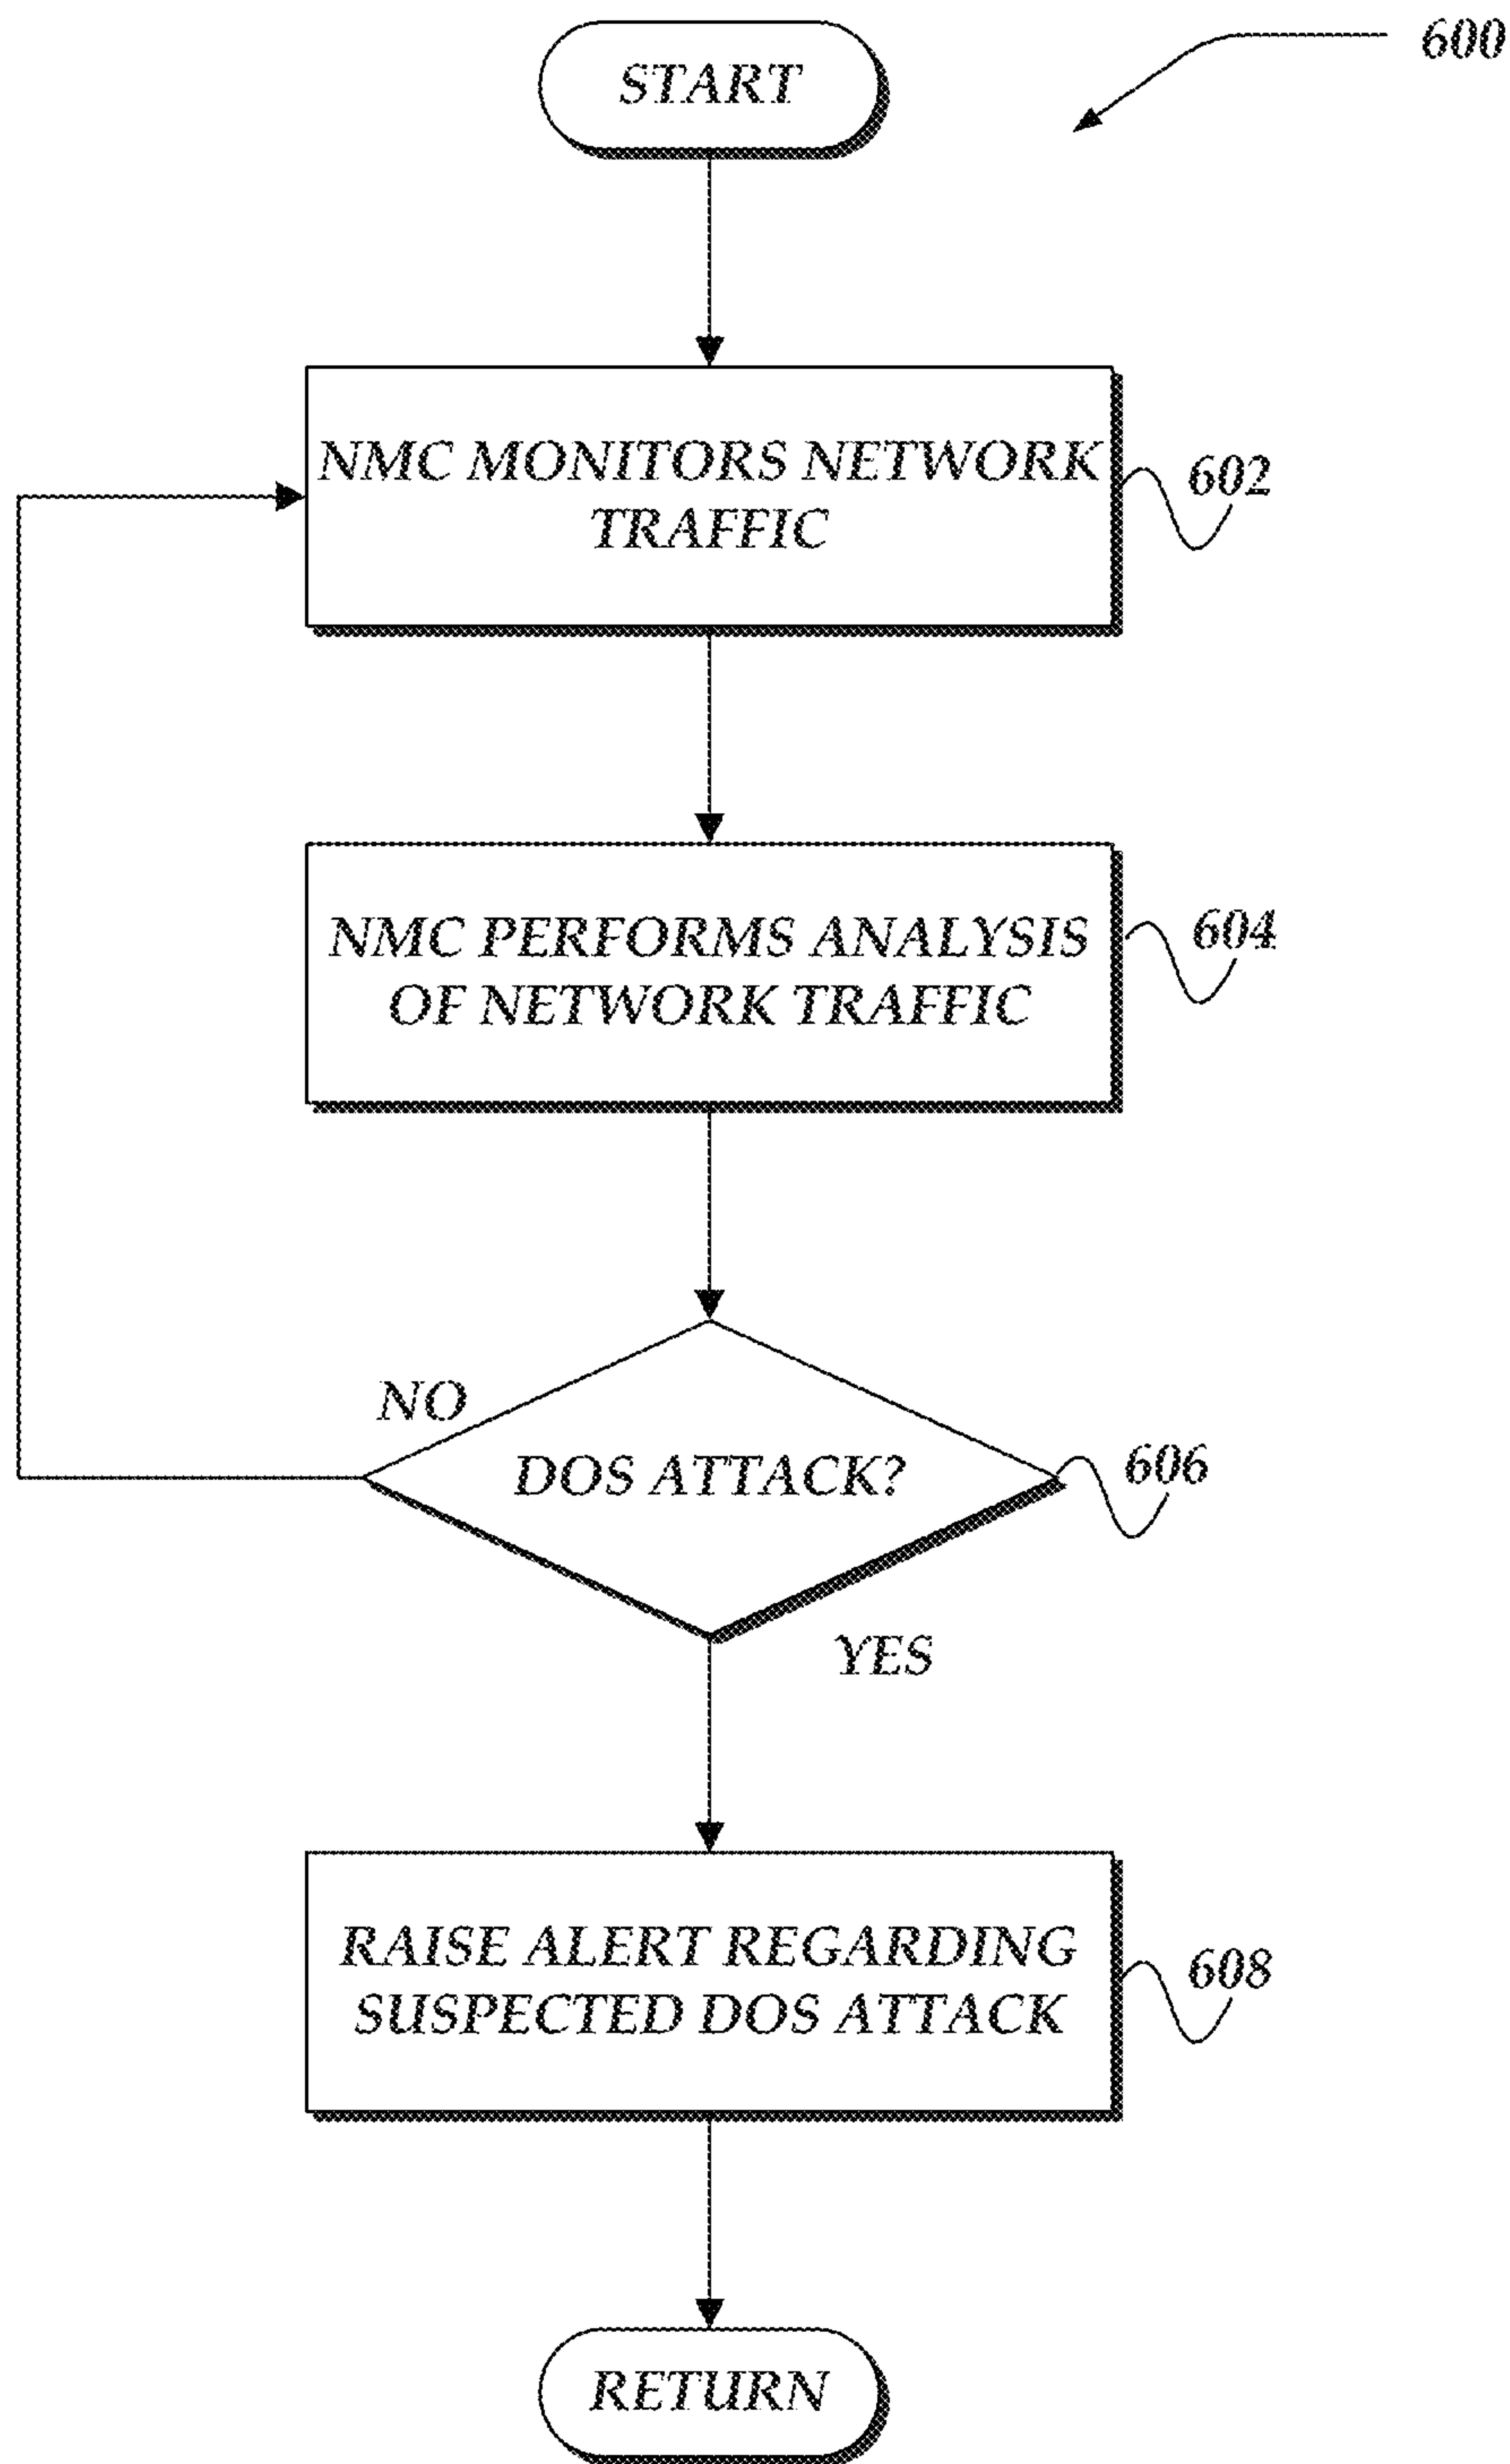 600
START
NMC MONITORS NETWORK
TRAFFIC
602
NMC PERFORMS ANALYSIS
OF NETWORK TRAFFIC
604
NO
DOS ATTACK?
606
YES
RAISE ALERT REGARDING
SUSPECTED DOS ATTACK
608
RETURN